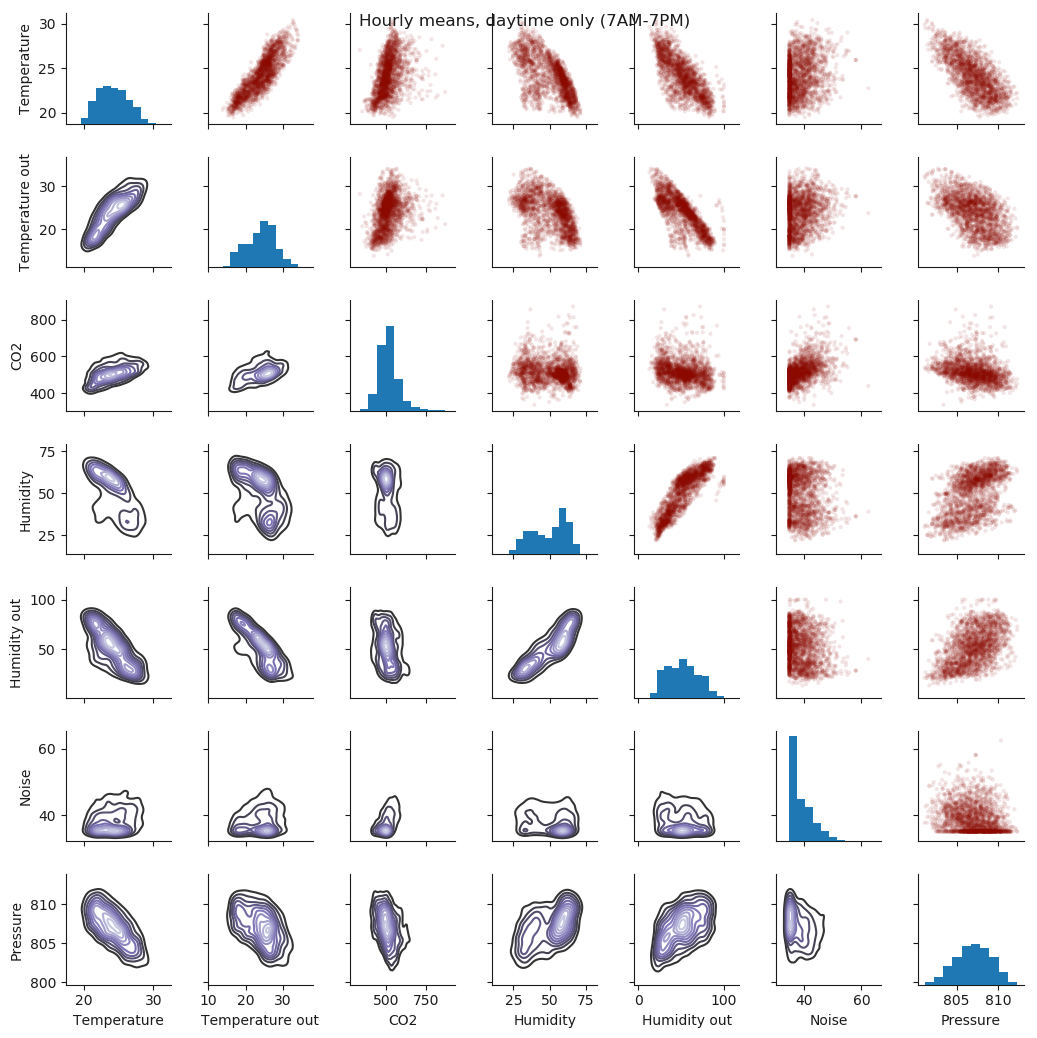 Hourly means, daytime only (7AM-7PM)
30
25
20
Temperature
30
20
Temperature out
800
600
400
CO2
75
50
25
Humidity
100
50
Humidity out
60
40
Noise
810
805
800
Pressure
20 30
10 20 30
500 750
25 50 75
0 100
40 60
805 810
Temperature
Temperature out
CO2
Humidity
Humidity out
Noise
Pressure